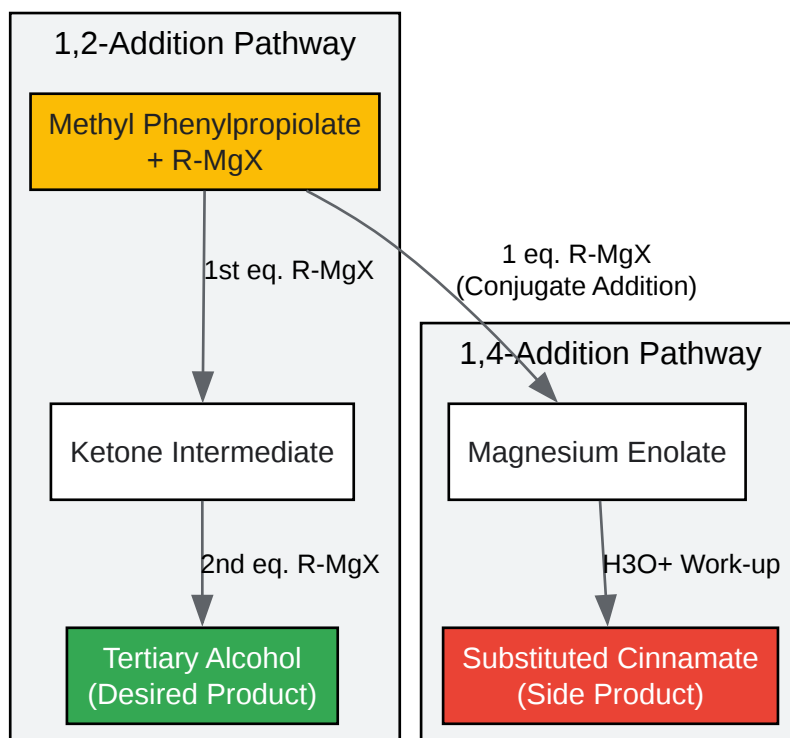 1,2-Addition Pathway
Methyl Phenylpropiolate
+ R-MgX
1st eq. R-MgX
1 eq. R-MgX
(Conjugate Addition)
1,4-Addition Pathway
Ketone Intermediate
Magnesium Enolate
2nd eq. R-MgX
H3O+ Work-up
Tertiary Alcohol
(Desired Product)
Substituted Cinnamate
(Side Product)